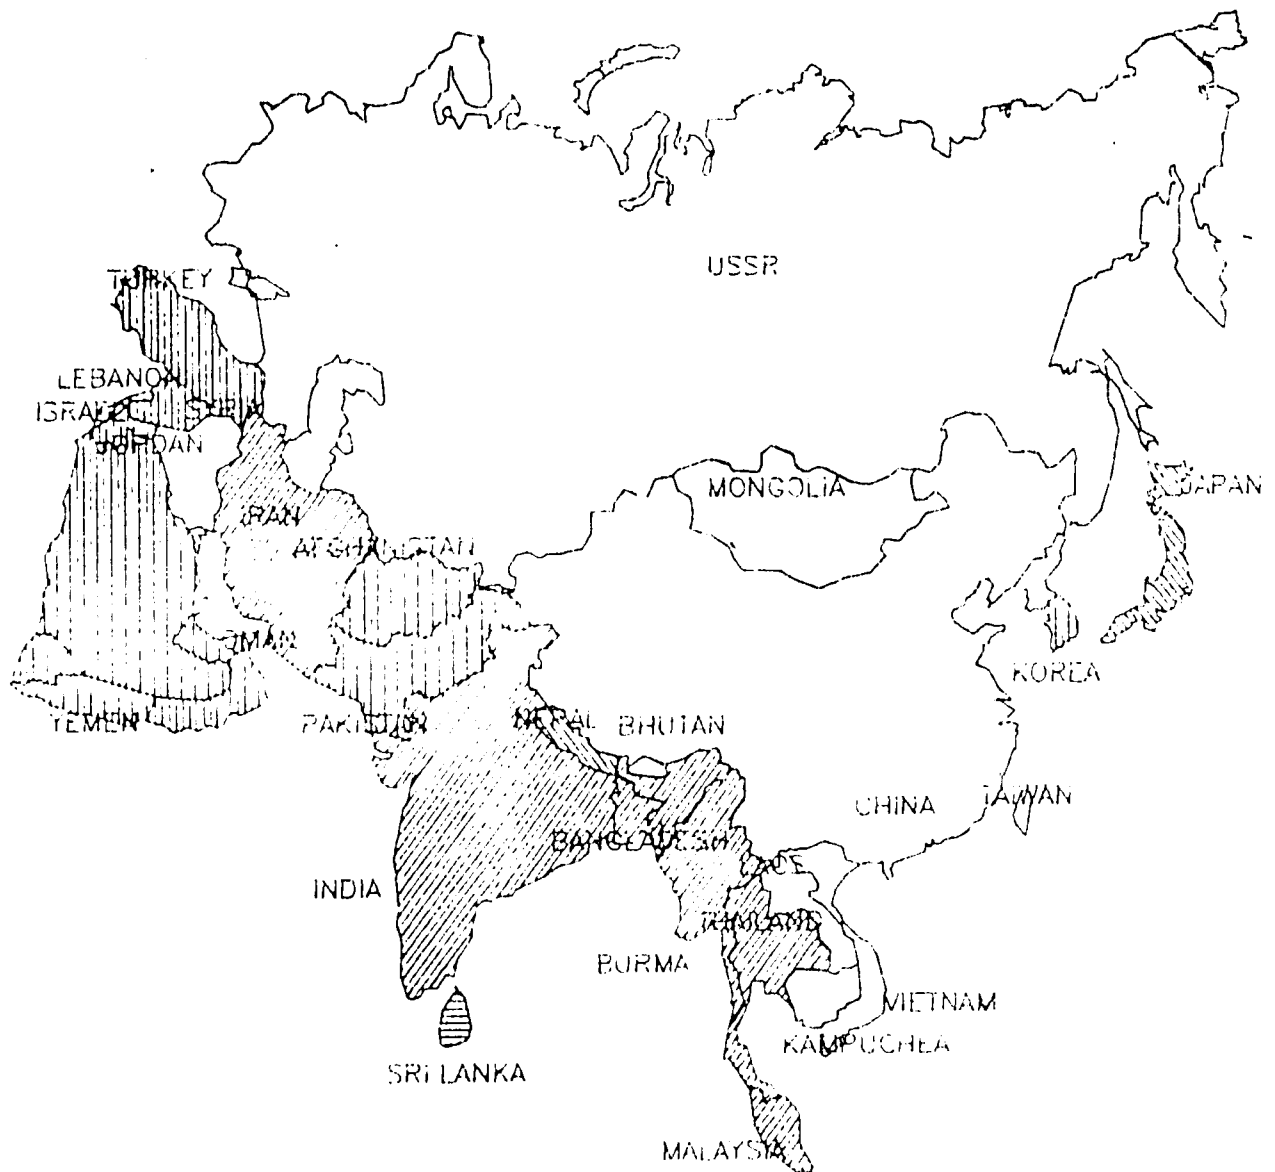 USSR
TURKEY
LEBANON
ISRAEL
SYRIA
JORDAN
MONGOLIA
JAPAN
IRAN
AFGHANISTAN
OMAN
KOREA
YEMEN
PAKISTAN
NEPAL
BHUTAN
CHINA
TAIWAN
BANGLADESH
INDIA
THAILAND
BURMA
VIETNAM
KAMPUCHEA
SRI LANKA
MALAYSIA